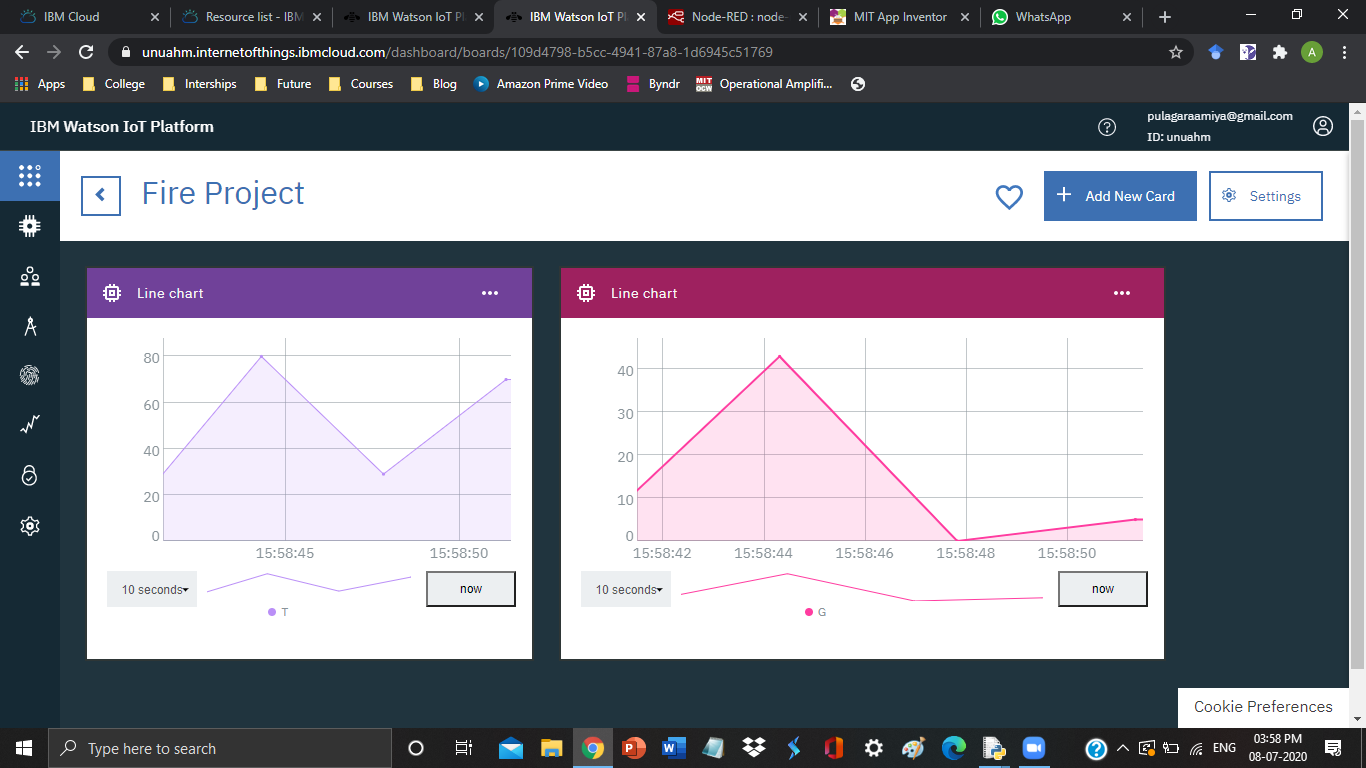 IBM Cloud
Resource list - IBM
IBM Watson IoT Pl
IBM Watson IoT Pl
Node-RED : node-
MIT App Inventor
WhatsApp
unuahm.internetofthings.ibmcloud.com/dashboard/boards/109d4798-b5cc-4941-87a8-1d6945c51769
A
Apps College Interships Future Courses Blog Amazon Prime Video Byndr MIT OCW Operational Amplifi...
IBM Watson IoT Platform
pulagaraamiya@gmail.com
ID: unuahm
Fire Project
Add New Card
Settings
Line chart
80
60
40
20
0
15:58:45 15:58:50
10 seconds
now
T
Line chart
40
30
20
10
0
15:58:42 15:58:44 15:58:46 15:58:48 15:58:50
10 seconds
now
G
Cookie Preferences
Type here to search
ENG
03:58 PM
08-07-2020